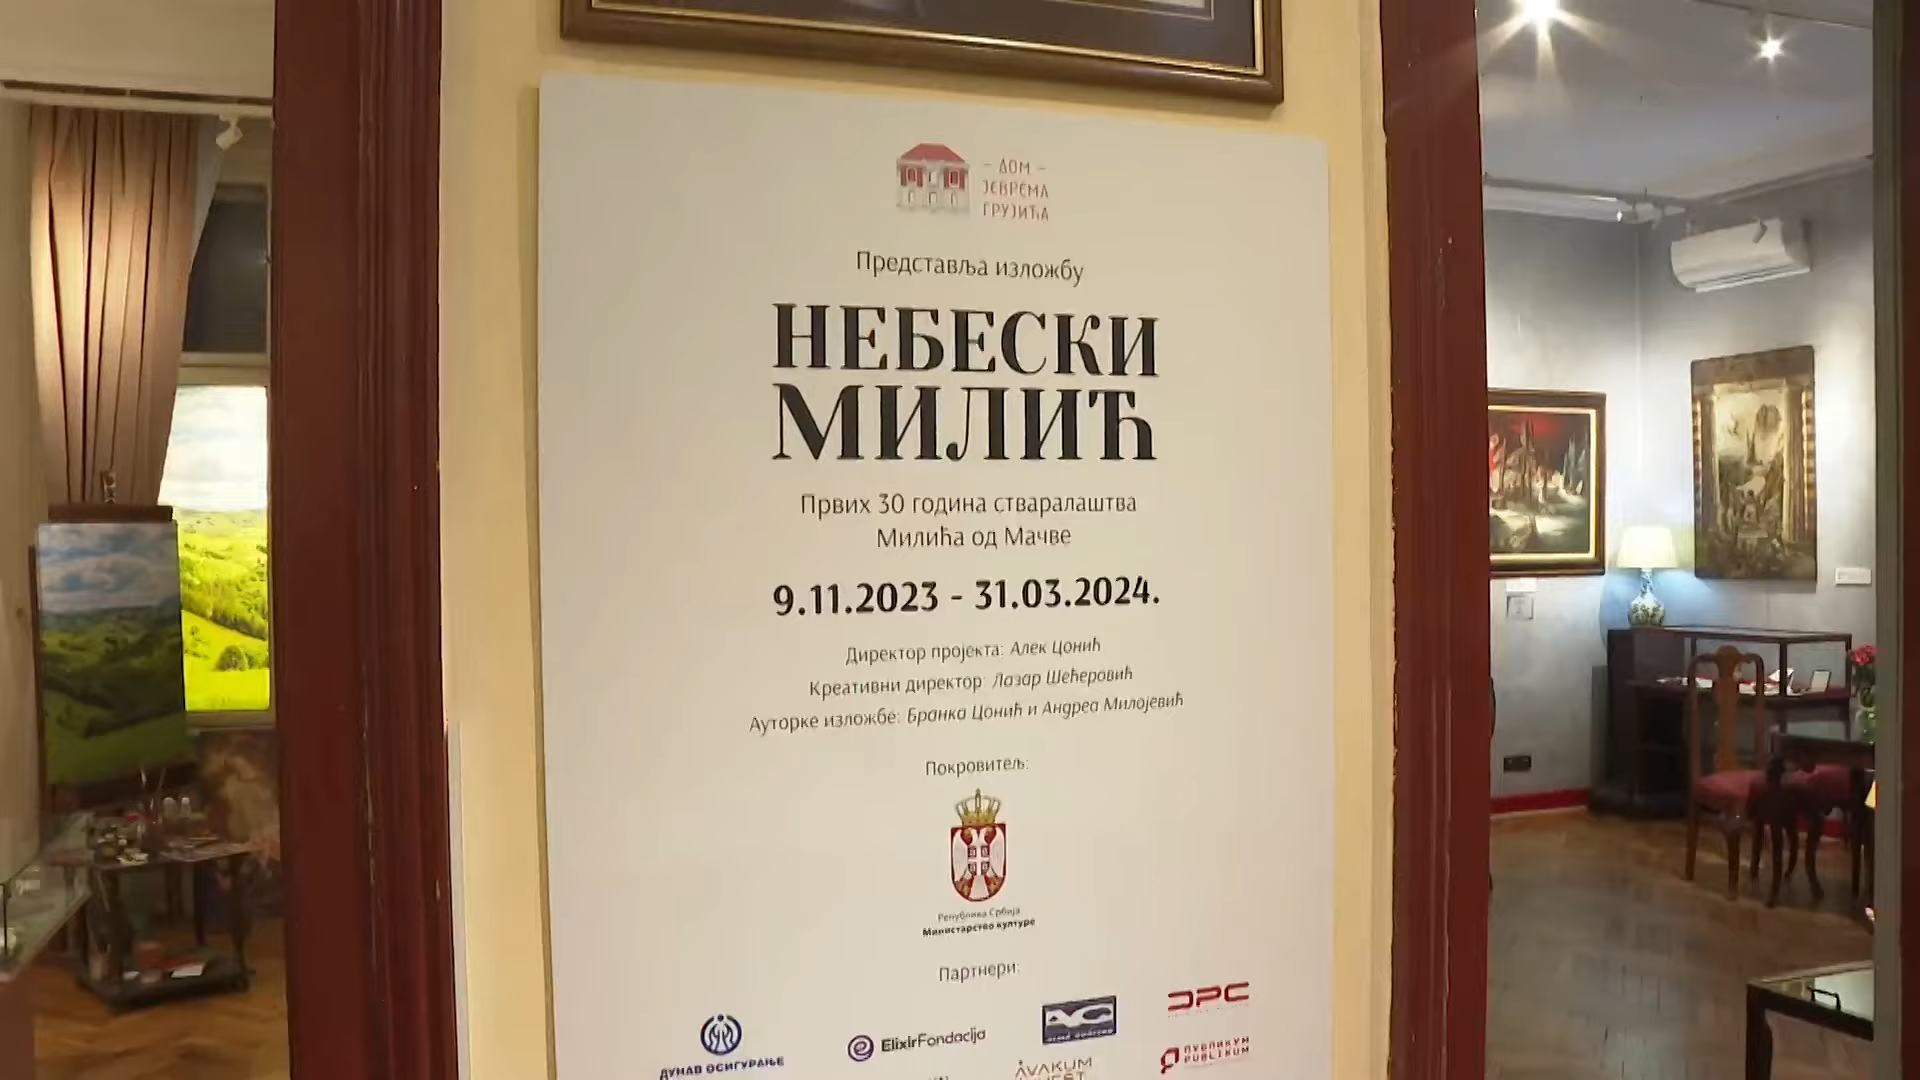 – ДОМ –
ЈЕВРЕМА
ГРУЈИЋА
Представља изложбу
НЕБЕСКИ
МИЛИЋ
Првих 30 година стваралаштва
Милића од Мачве
9.11.2023 - 31.03.2024.
Директор пројекта: Алек Цонић
Креативни директор: Лазар Шећеровић
Ауторке изложбе: Бранка Цонић и Андреа Милојевић
Покровитељ:
Република Србија
Министарство културе
Партнери:
ДУНАВ ОСИГУРАЊЕ
ElixirFondacija
AC
DPC
AVAKUM
ПУБЛИКУМ
PUBLIKUM